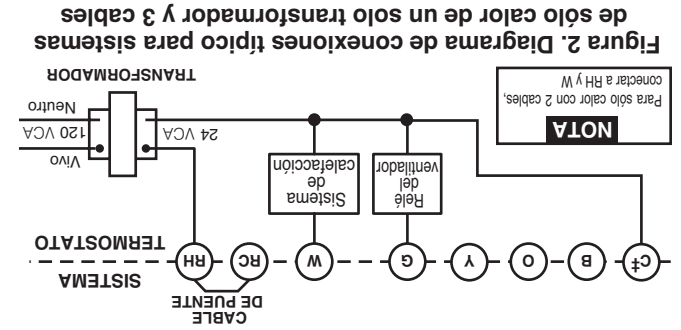 CABLE
DE PUENTE
SISTEMA
TERMOSTATO
C‡ B O Y G W RC RH
Relé
del
ventilador
Sistema
de
calefacción
Vivo
24 VCA
120 VCA
Neutro
TRANSFORMADOR
NOTA
Para sólo calor con 2 cables,
conectar a RH y W
Figura 2. Diagrama de conexiones típico para sistemas
de sólo calor de un solo transformador y 3 cables